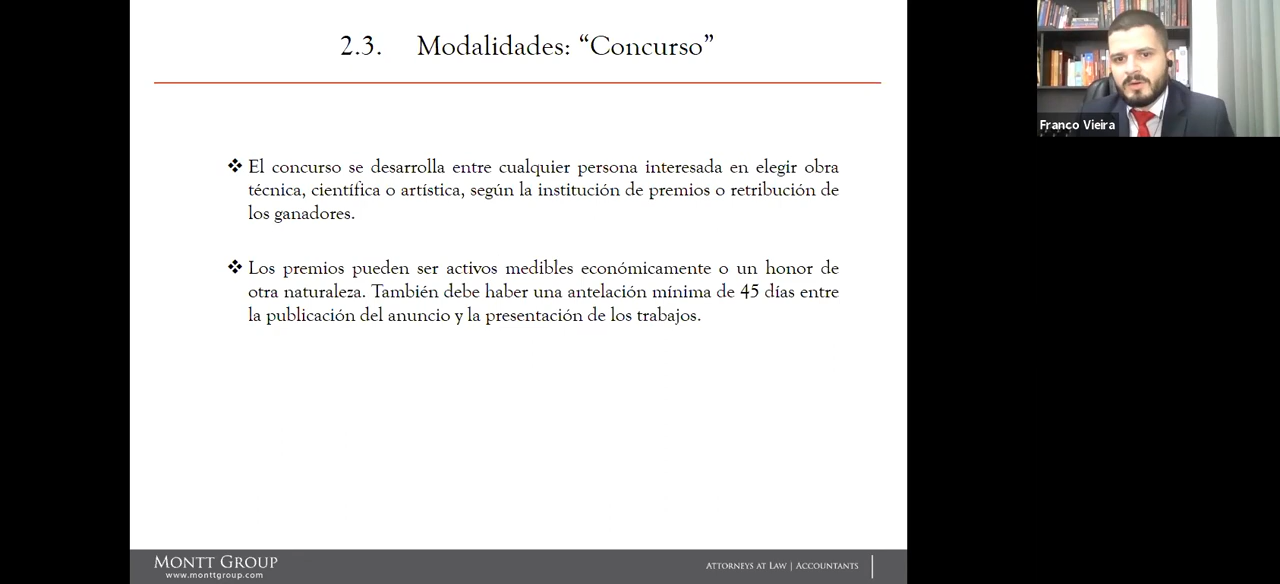 2.3. Modalidades: “Concurso”
❖ El concurso se desarrolla entre cualquier persona interesada en elegir obra
técnica, científica o artística, según la institución de premios o retribución de
los ganadores.
❖ Los premios pueden ser activos medibles económicamente o un honor de
otra naturaleza. También debe haber una antelación mínima de 45 días entre
la publicación del anuncio y la presentación de los trabajos.
Montt Group
www.monttgroup.com
Attorneys at Law | Accountants
Franco Vieira